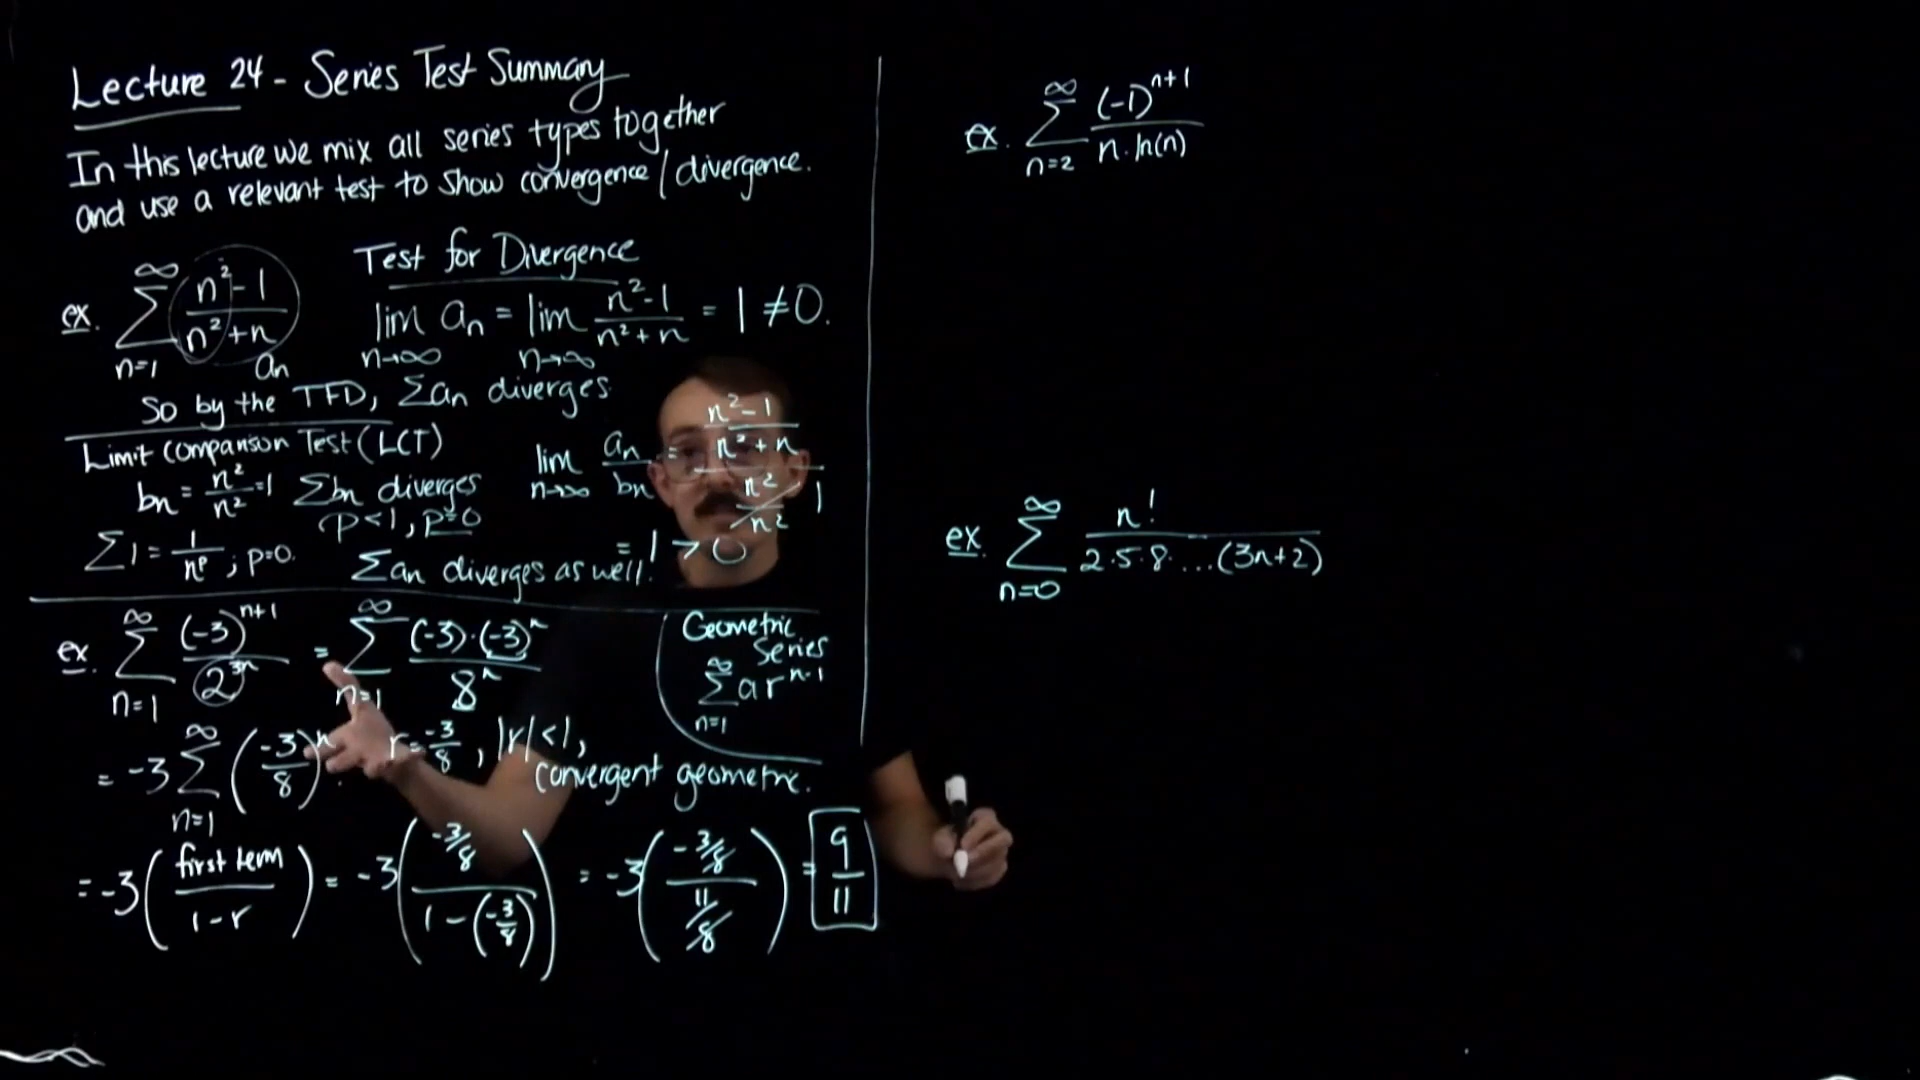 Lecture 24 - Series Test Summary
In this lecture we mix all series types together
and use a relevant test to show convergence/divergence.
ex. ∞ Σ n=1 (n²-1)/(n²+n) an
Test for Divergence
lim n→∞ an = lim n→∞ (n²-1)/(n²+n) = 1 ≠ 0.
So by the TFD, Σan diverges.
Limit Comparison Test (LCT)
bn = n²/n² = 1 Σbn diverges
p<1, p=0
Σ1 = 1/nᵖ ; p=0.
lim n→∞ an/bn = ((n²-1)/(n²+n))/(n²/n²) 1
= 1 > 0
Σan diverges as well!
ex. ∞ Σ n=1 (-3)ⁿ⁺¹/2³ⁿ = ∞ Σ n=1 (-3)·(-3)ⁿ/8ⁿ
Geometric
Series
∞ Σ n=1 arⁿ⁻¹
= -3 ∞ Σ n=1 (-3/8)ⁿ . r = -3/8 , |r|<1,
convergent geometric.
= -3 (first term/(1-r)) = -3 ((-3/8)/(1-(-3/8))) = -3 ((-3/8)/(11/8)) = 9/11
ex. ∞ Σ n=2 (-1)ⁿ⁺¹/(n·ln(n))
ex. ∞ Σ n=0 n!/(2·5·8·...(3n+2))